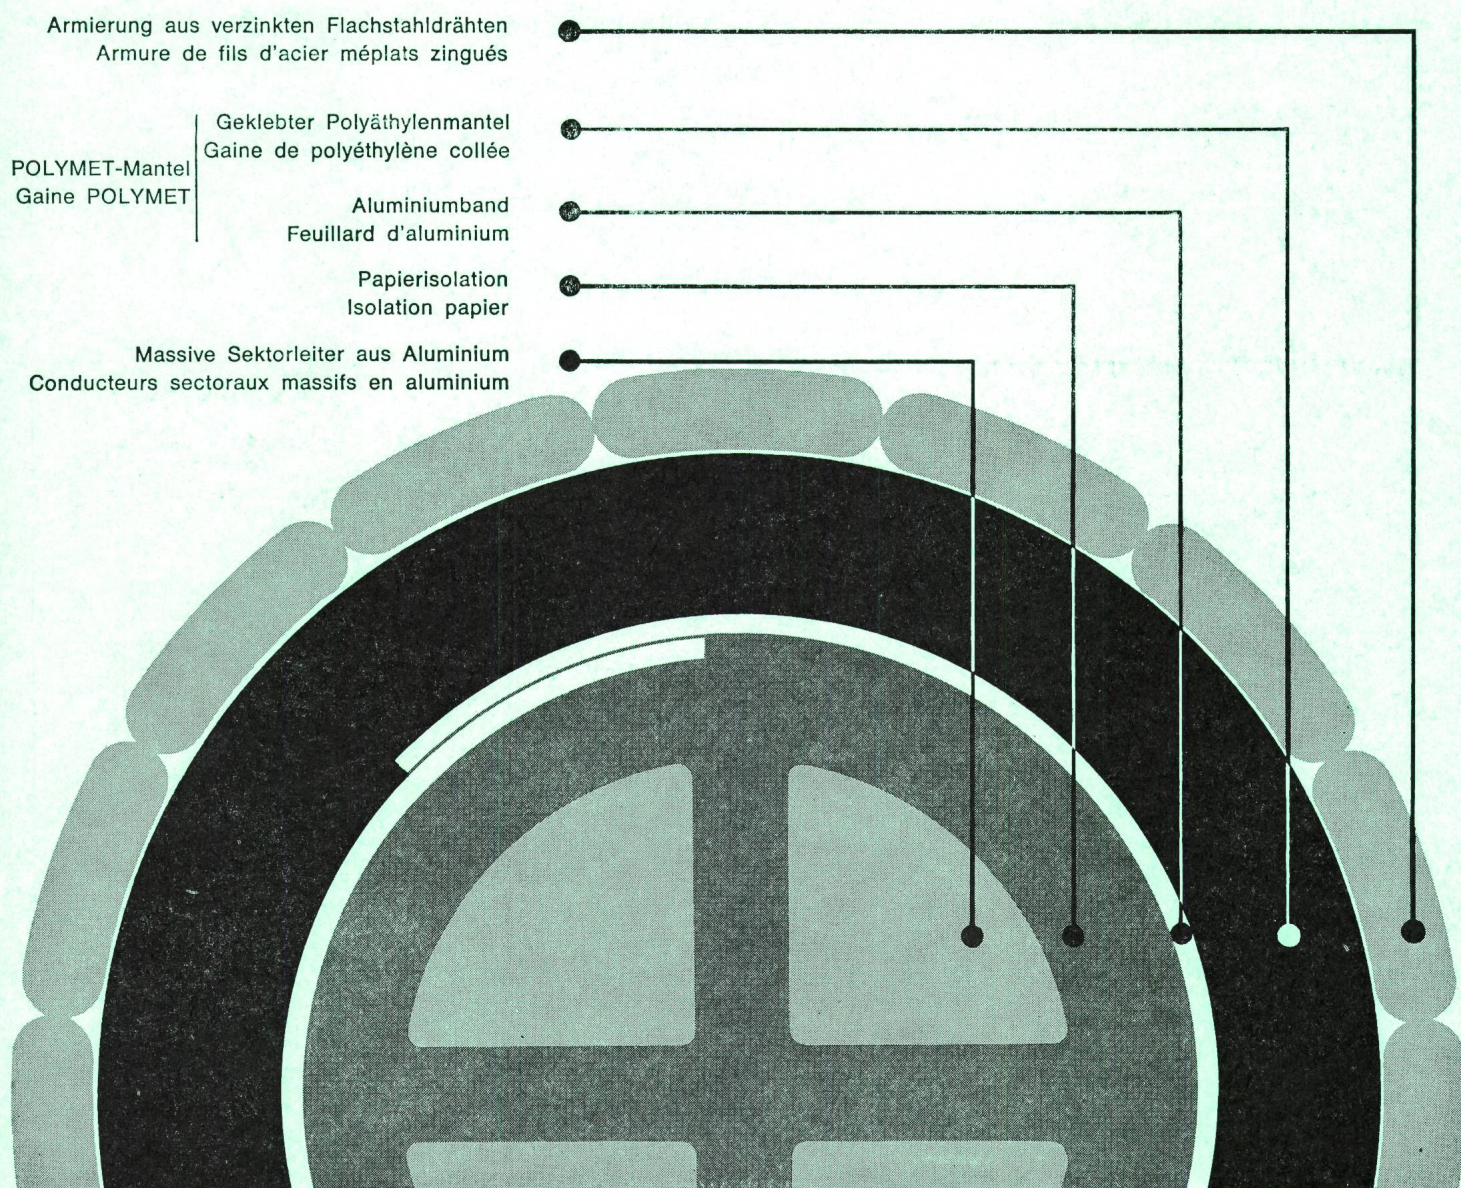 Armierung aus verzinkten Flachstahldrähten
Armure de fils d'acier méplats zingués
POLYMET-Mantel
Gaine POLYMET
Geklebter Polyäthylenmantel
Gaine de polyéthylène collée
Aluminiumband
Feuillard d'aluminium
Papierisolation
Isolation papier
Massive Sektorleiter aus Aluminium
Conducteurs sectoraux massifs en aluminium